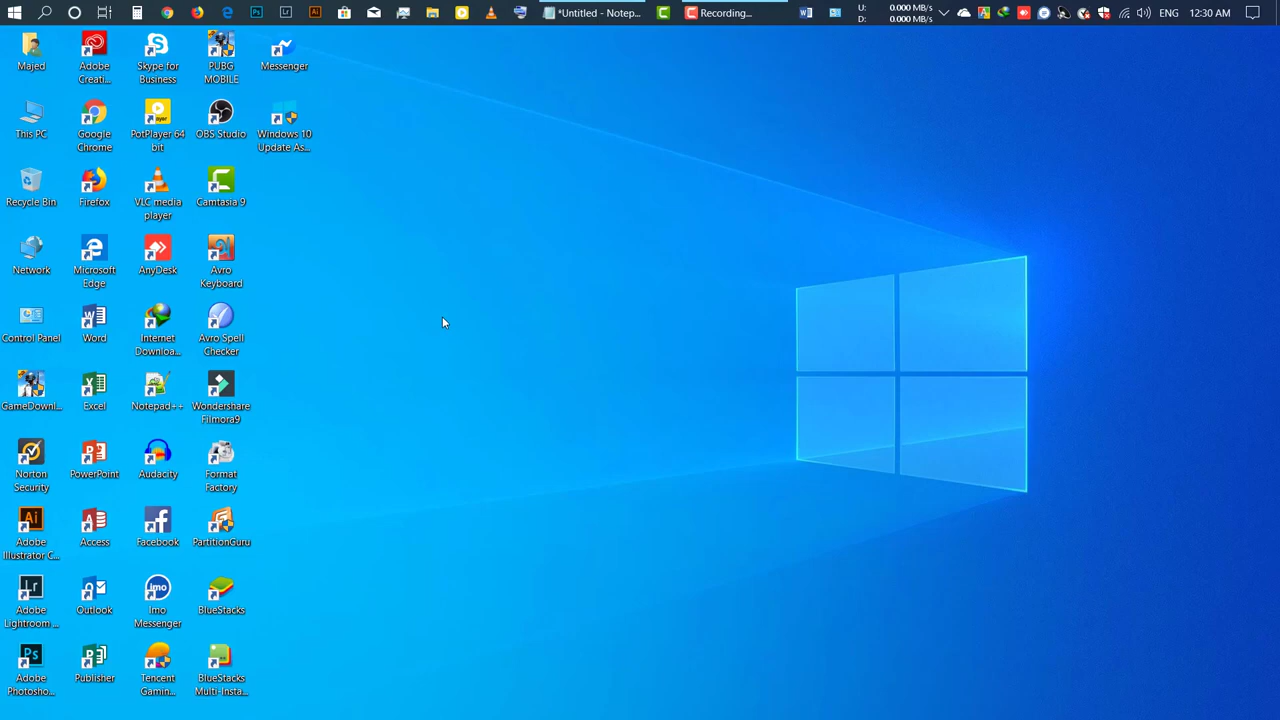 *Untitled - Notep...
Recording...
U: 0.000 MB/s
D: 0.000 MB/s
ENG
12:30 AM
Majed
Adobe Creati...
Skype for Business
PUBG MOBILE
Messenger
This PC
Google Chrome
PotPlayer 64 bit
OBS Studio
Windows 10 Update As...
Recycle Bin
Firefox
VLC media player
Camtasia 9
Network
Microsoft Edge
AnyDesk
Avro Keyboard
Control Panel
Word
Internet Downloa...
Avro Spell Checker
GameDownl...
Excel
Notepad++
Wondershare Filmora9
Norton Security
PowerPoint
Audacity
Format Factory
Adobe Illustrator C...
Access
Facebook
PartitionGuru
Adobe Lightroom ...
Outlook
Imo Messenger
BlueStacks
Adobe Photosho...
Publisher
Tencent Gamin...
BlueStacks Multi-Insta...